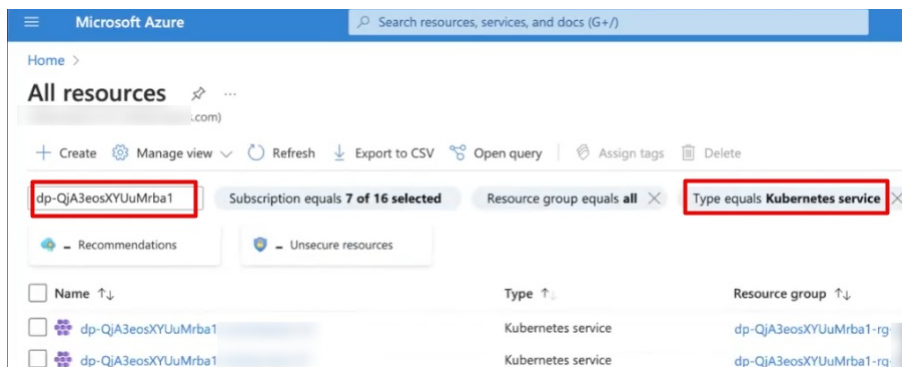 Microsoft Azure
Search resources, services, and docs (G+/)
Home >
All resources
.com)
Create Manage view Refresh Export to CSV Open query Assign tags Delete
dp-QjA3eosXYUuMrba1 Subscription equals 7 of 16 selected Resource group equals all Type equals Kubernetes service
Recommendations Unsecure resources
Name Type Resource group
dp-QjA3eosXYUuMrba1 Kubernetes service dp-QjA3eosXYUuMrba1-rg-
dp-QjA3eosXYUuMrba1 Kubernetes service dp-QjA3eosXYUuMrba1-rg-